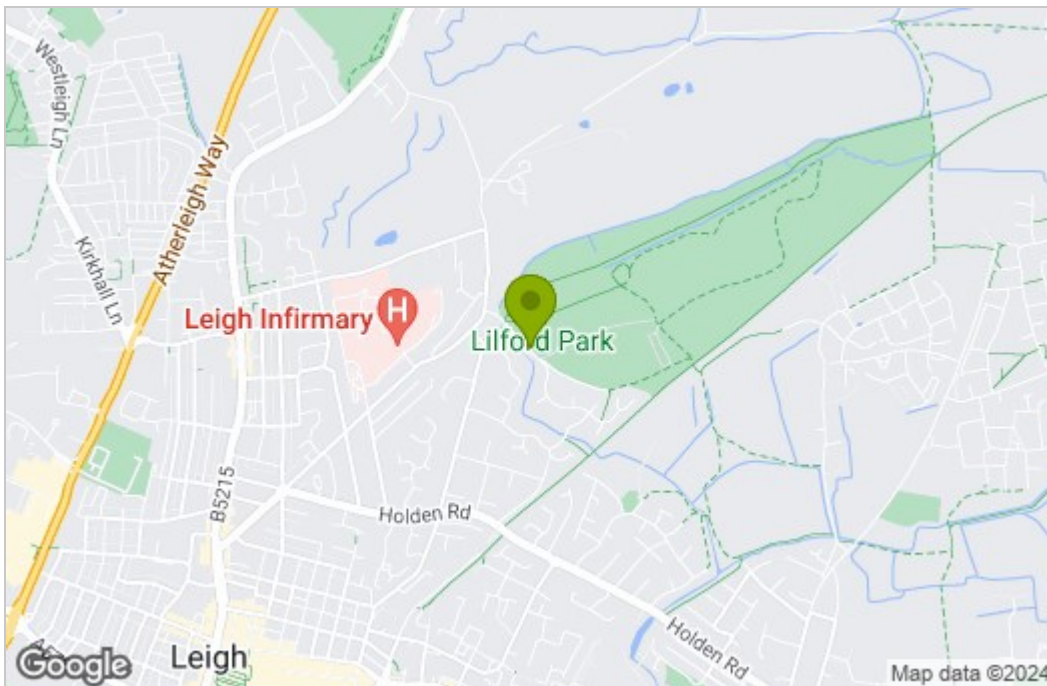 Westleigh Ln
Atherleigh Way
Kirkhall Ln
Leigh Infirmary
H
Lilford Park
B5215
Holden Rd
Holden Rd
Leigh
Google
Map data ©2024